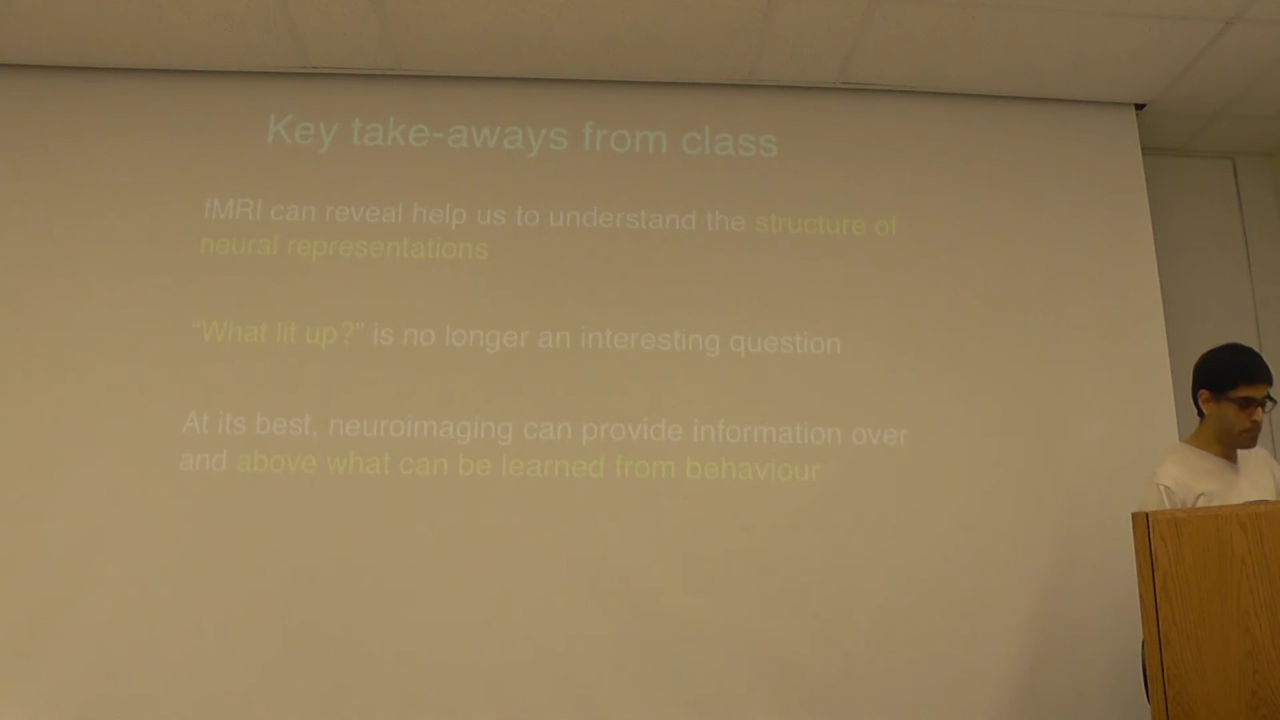 Key take-aways from class
fMRI can reveal help us to understand the structure of
neural representations
“What lit up?” is no longer an interesting question
At its best, neuroimaging can provide information over
and above what can be learned from behaviour